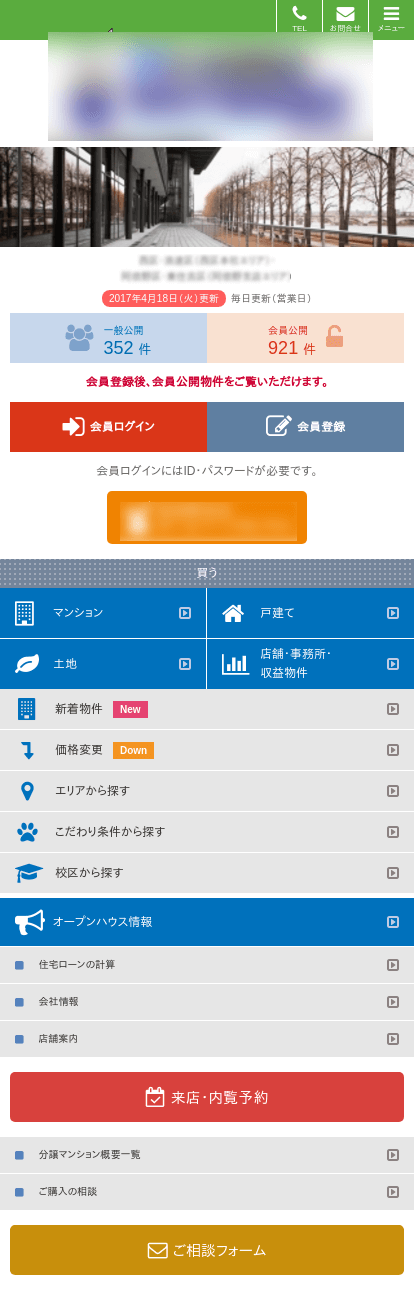 TEL
お問合せ
メニュー
2017年4月18日（火）更新 毎日更新（営業日）
一般公開
352 件
会員公開
921 件
会員登録後、会員公開物件をご覧いただけます。
会員ログイン
会員登録
会員ログインにはID・パスワードが必要です。
買う
マンション
戸建て
土地
店舗・事務所・
収益物件
新着物件 New
価格変更 Down
エリアから探す
こだわり条件から探す
校区から探す
オープンハウス情報
住宅ローンの計算
会社情報
店舗案内
来店・内覧予約
分譲マンション概要一覧
ご購入の相談
ご相談フォーム